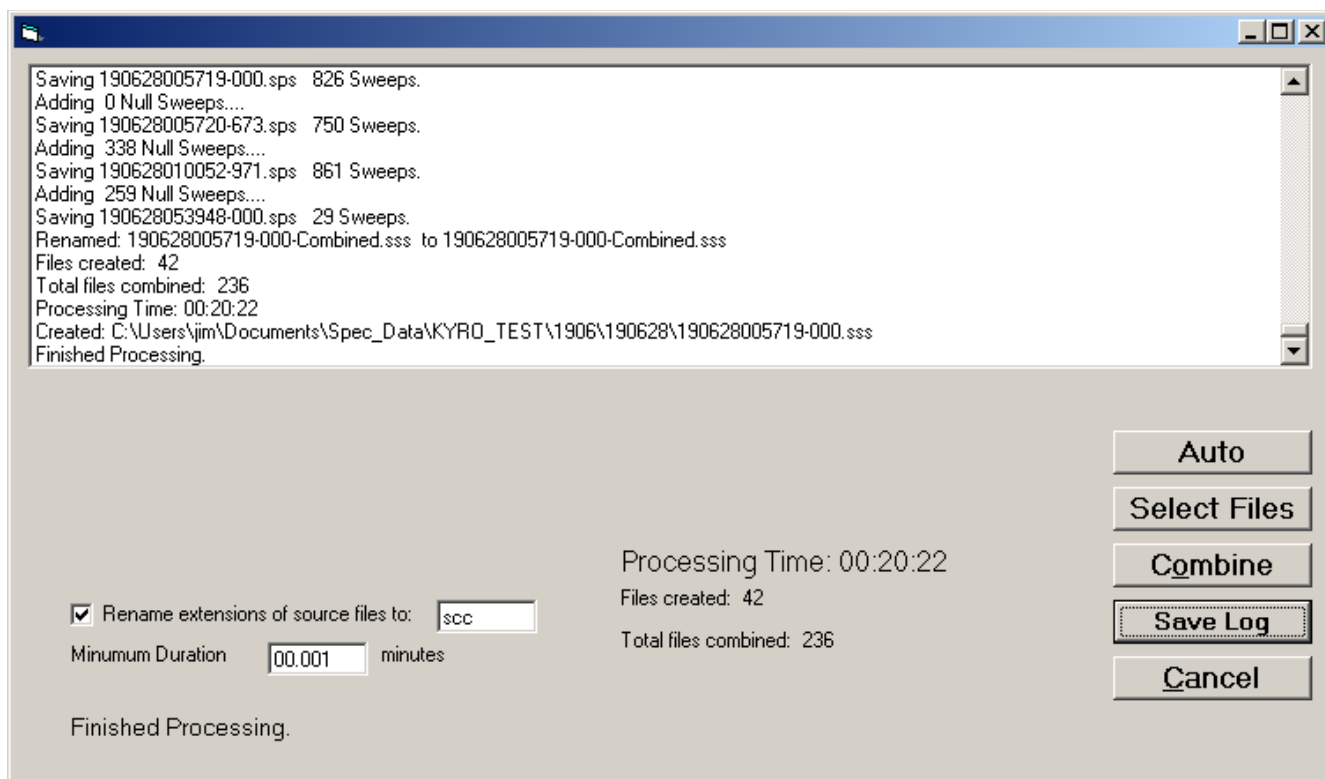 Saving 190628005719-000.sps   826 Sweeps.
Adding  0 Null Sweeps....
Saving 190628005720-673.sps   750 Sweeps.
Adding  338 Null Sweeps....
Saving 190628010052-971.sps   861 Sweeps.
Adding  259 Null Sweeps....
Saving 190628053948-000.sps   29 Sweeps.
Renamed: 190628005719-000-Combined.sss  to 190628005719-000-Combined.sss
Files created:  42
Total files combined:  236
Processing Time: 00:20:22
Created: C:\Users\jim\Documents\Spec_Data\KYRO_TEST\1906\190628\190628005719-000.sss
Finished Processing.
Auto
Select Files
Combine
Save Log
Cancel
Processing Time: 00:20:22
Files created:  42
Total files combined:  236
Rename extensions of source files to: scc
Minumum Duration 00.001 minutes
Finished Processing.